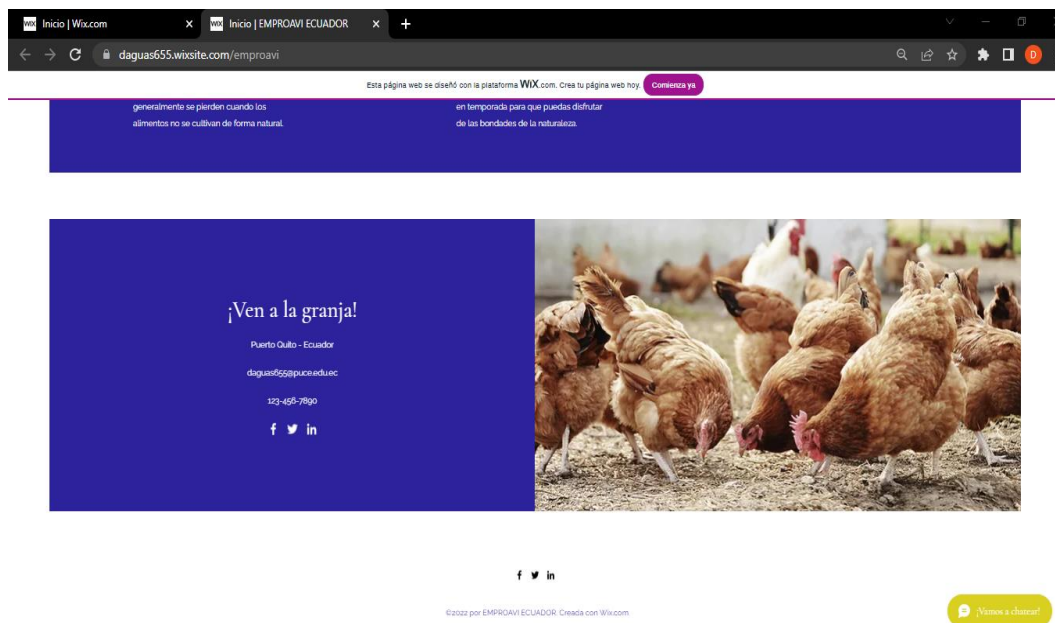 Inicio | Wix.com
Inicio | EMPROAVI ECUADOR
daguas655.wixsite.com/emproavi
Esta página web se diseñó con la plataforma WiX.com. Crea tu página web hoy. Comienza ya
generalmente se pierden cuando los
alimentos no se cultivan de forma natural.
en temporada para que puedas disfrutar
de las bondades de la naturaleza.
¡Ven a la granja!
Puerto Quito - Ecuador
daguas655@puce.edu.ec
123-456-7890
©2022 por EMPROAVI ECUADOR. Creada con Wix.com
¡Vamos a chatear!